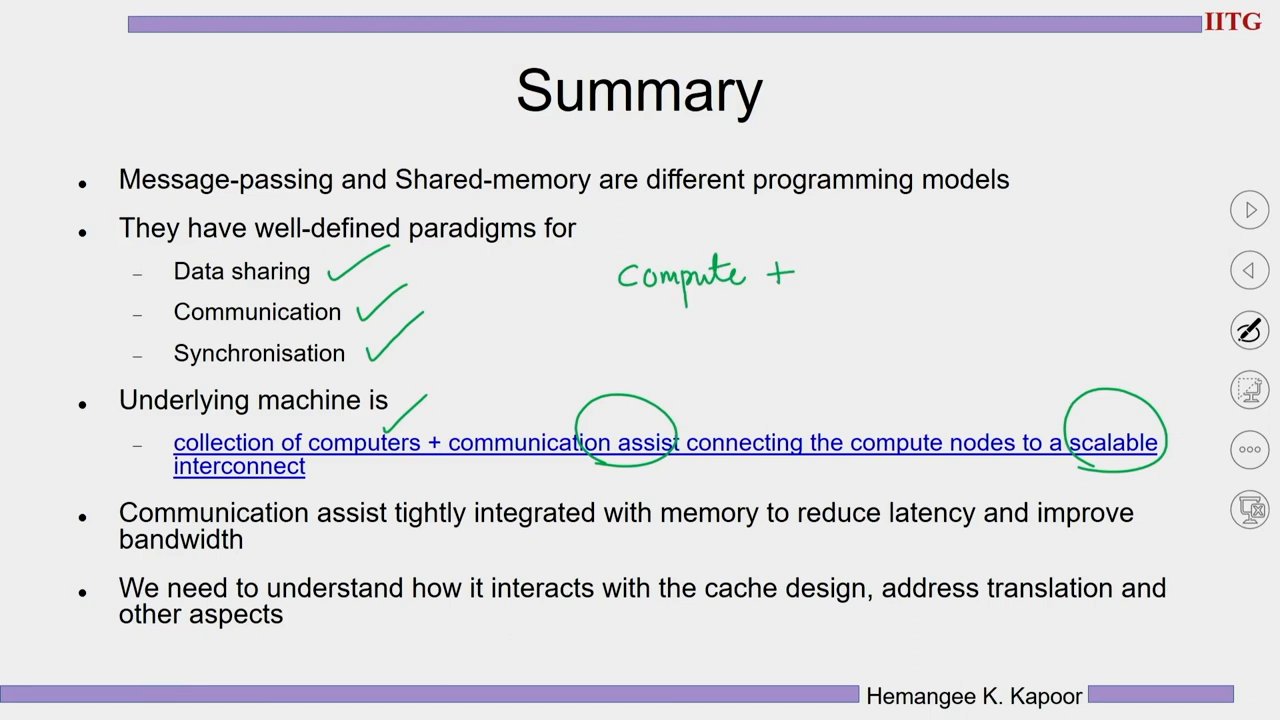 IITG
Summary
• Message-passing and Shared-memory are different programming models
• They have well-defined paradigms for
– Data sharing
– Communication
– Synchronisation
compute +
• Underlying machine is
– collection of computers + communication assist connecting the compute nodes to a scalable
interconnect
• Communication assist tightly integrated with memory to reduce latency and improve
bandwidth
• We need to understand how it interacts with the cache design, address translation and
other aspects
Hemangee K. Kapoor